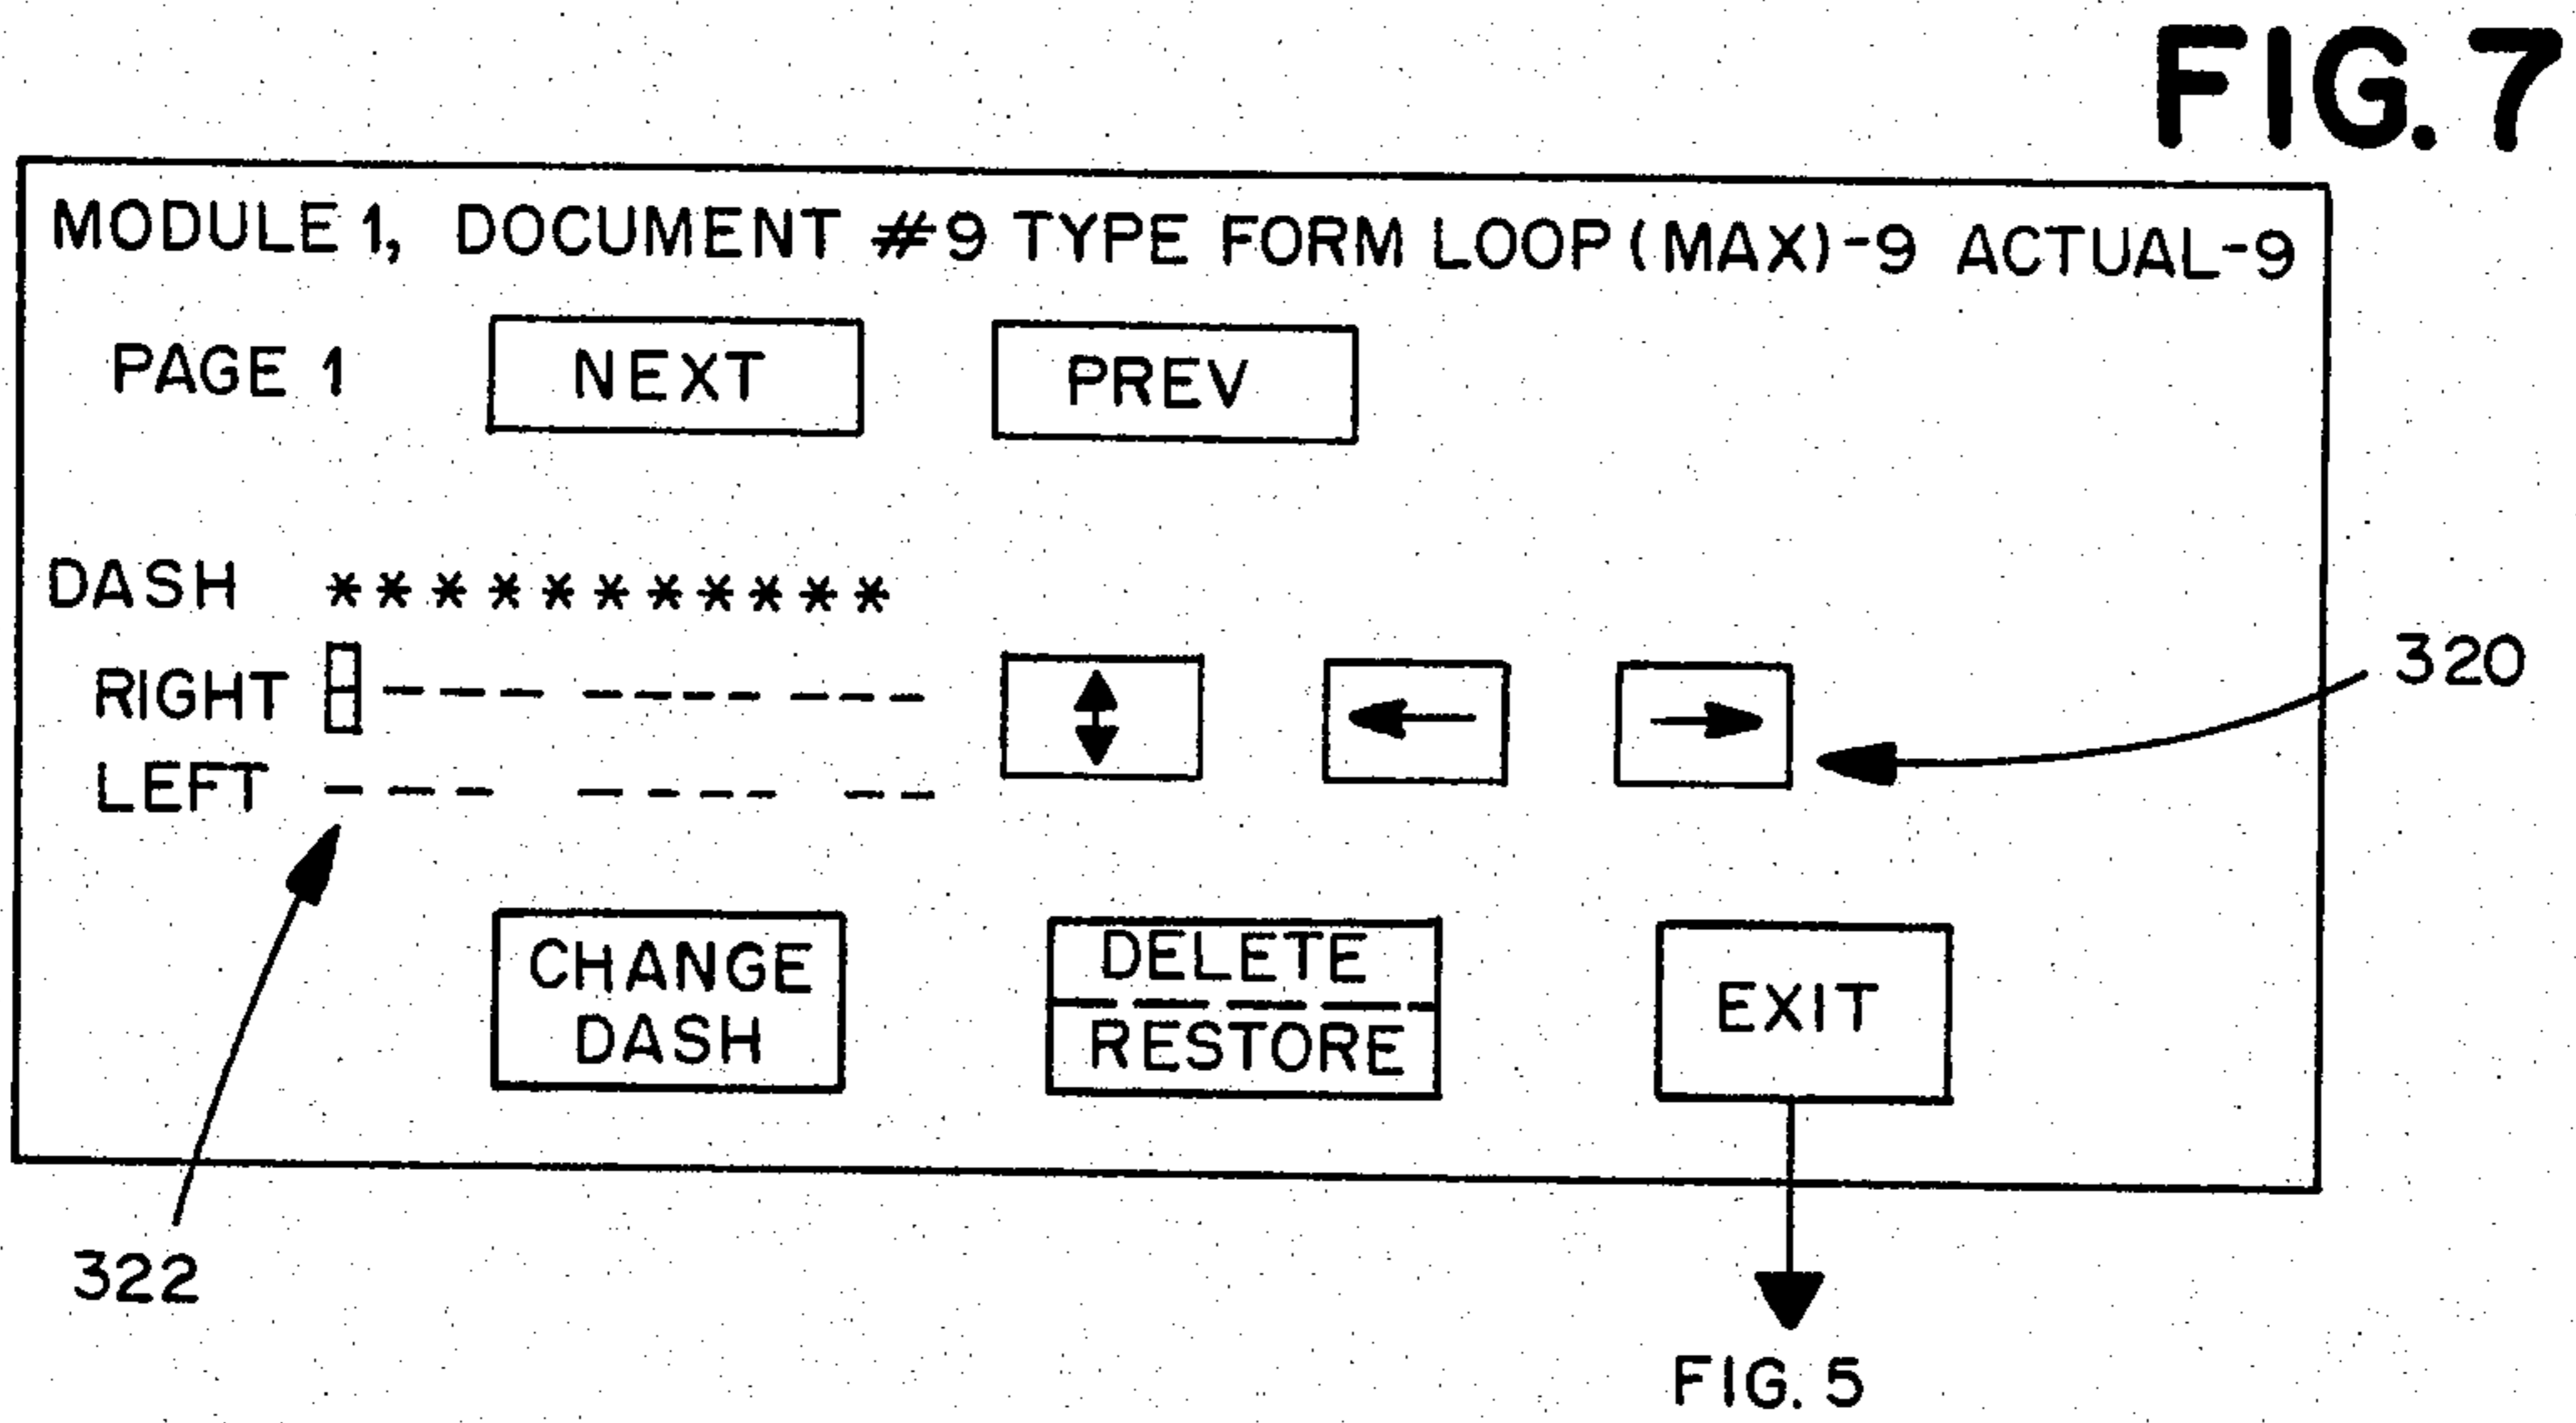 FIG. 7
MODULE 1, DOCUMENT #9 TYPE FORM LOOP (MAX)-9 ACTUAL-9
PAGE 1 NEXT PREV
DASH * * * * * * * * * * *
RIGHT - - - - - - - - - - - -
LEFT - - - - - - - - -
320
CHANGE
DASH
DELETE
RESTORE
EXIT
322
FIG. 5